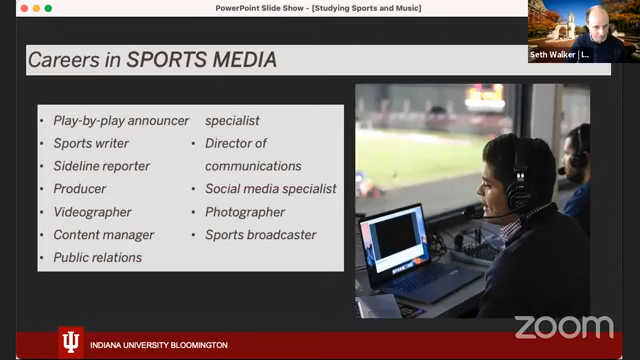 PowerPoint Slide Show - [Studying Sports and Music]
Seth Walker | L..
Careers in SPORTS MEDIA
• Play-by-play announcer
• Sports writer
• Sideline reporter
• Producer
• Videographer
• Content manager
• Public relations
specialist
• Director of
communications
• Social media specialist
• Photographer
• Sports broadcaster
INDIANA UNIVERSITY BLOOMINGTON
zoom